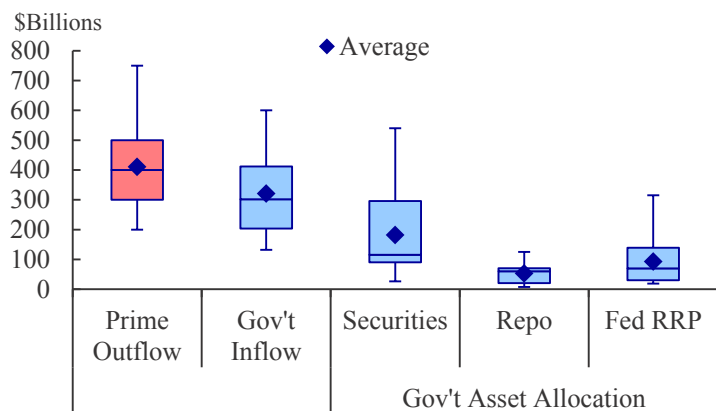 $Billions
Average
800
700
600
500
400
300
200
100
0
Prime Outflow
Gov't Inflow
Securities
Repo
Fed RRP
Gov't Asset Allocation